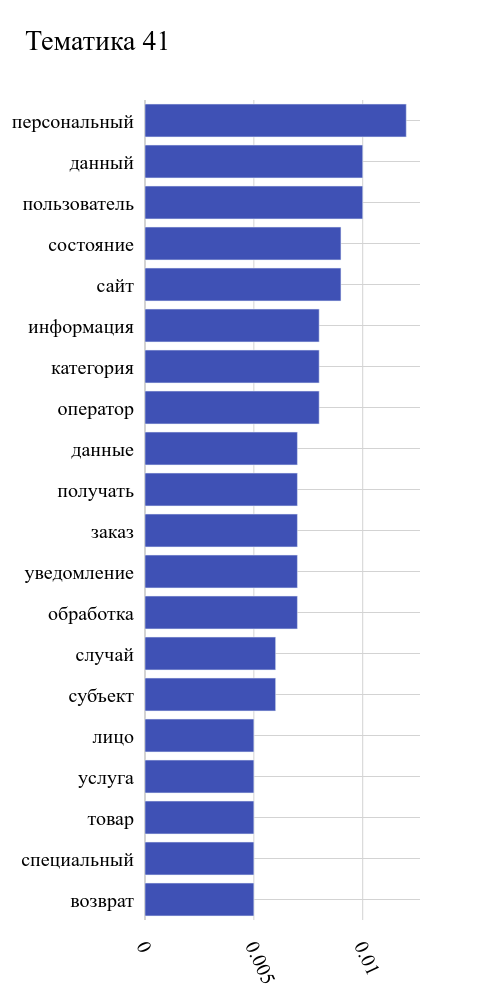 Тематика 41
персональный
данный
пользователь
состояние
сайт
информация
категория
оператор
данные
получать
заказ
уведомление
обработка
случай
субъект
лицо
услуга
товар
специальный
возврат
0 0.005 0.01